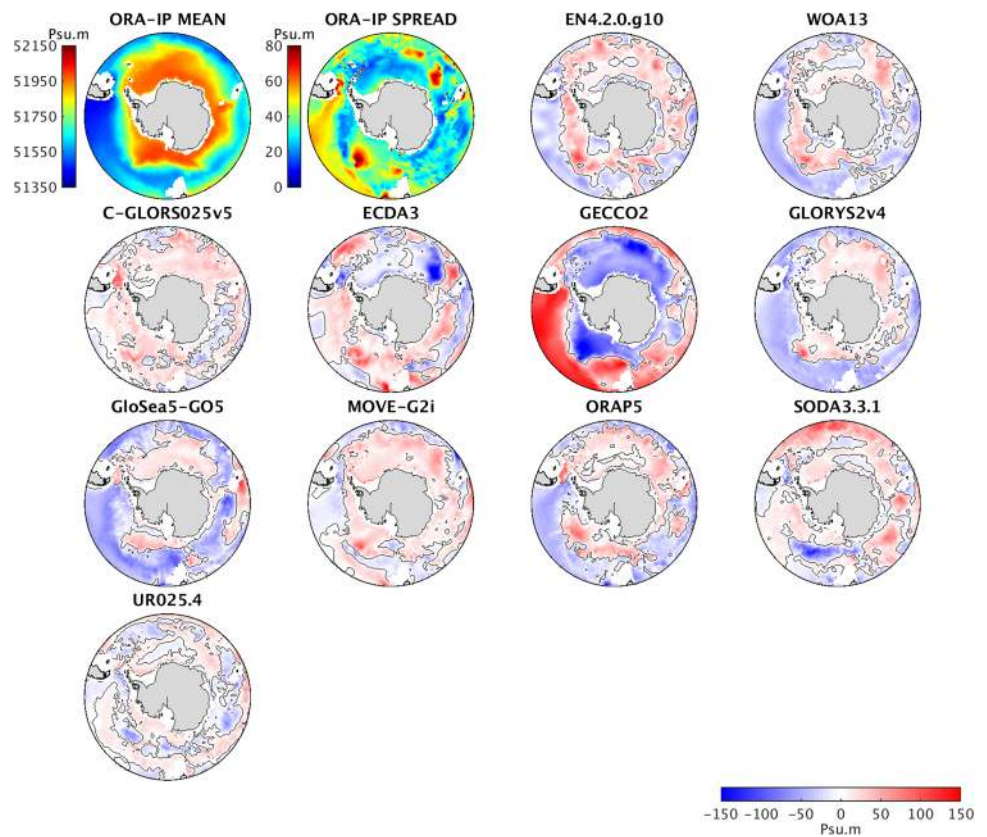 ORA-IP MEAN ORA-IP SPREAD EN4.2.0.g10 WOA13
Psu.m Psu.m
52150 80
51950 60
51750 40
51550 20
51350 0
C-GLORS025v5 ECDA3 GECCO2 GLORYS2v4
GloSea5-GO5 MOVE-G2i ORAP5 SODA3.3.1
UR025.4
−150 −100 −50 0 50 100 150
Psu.m